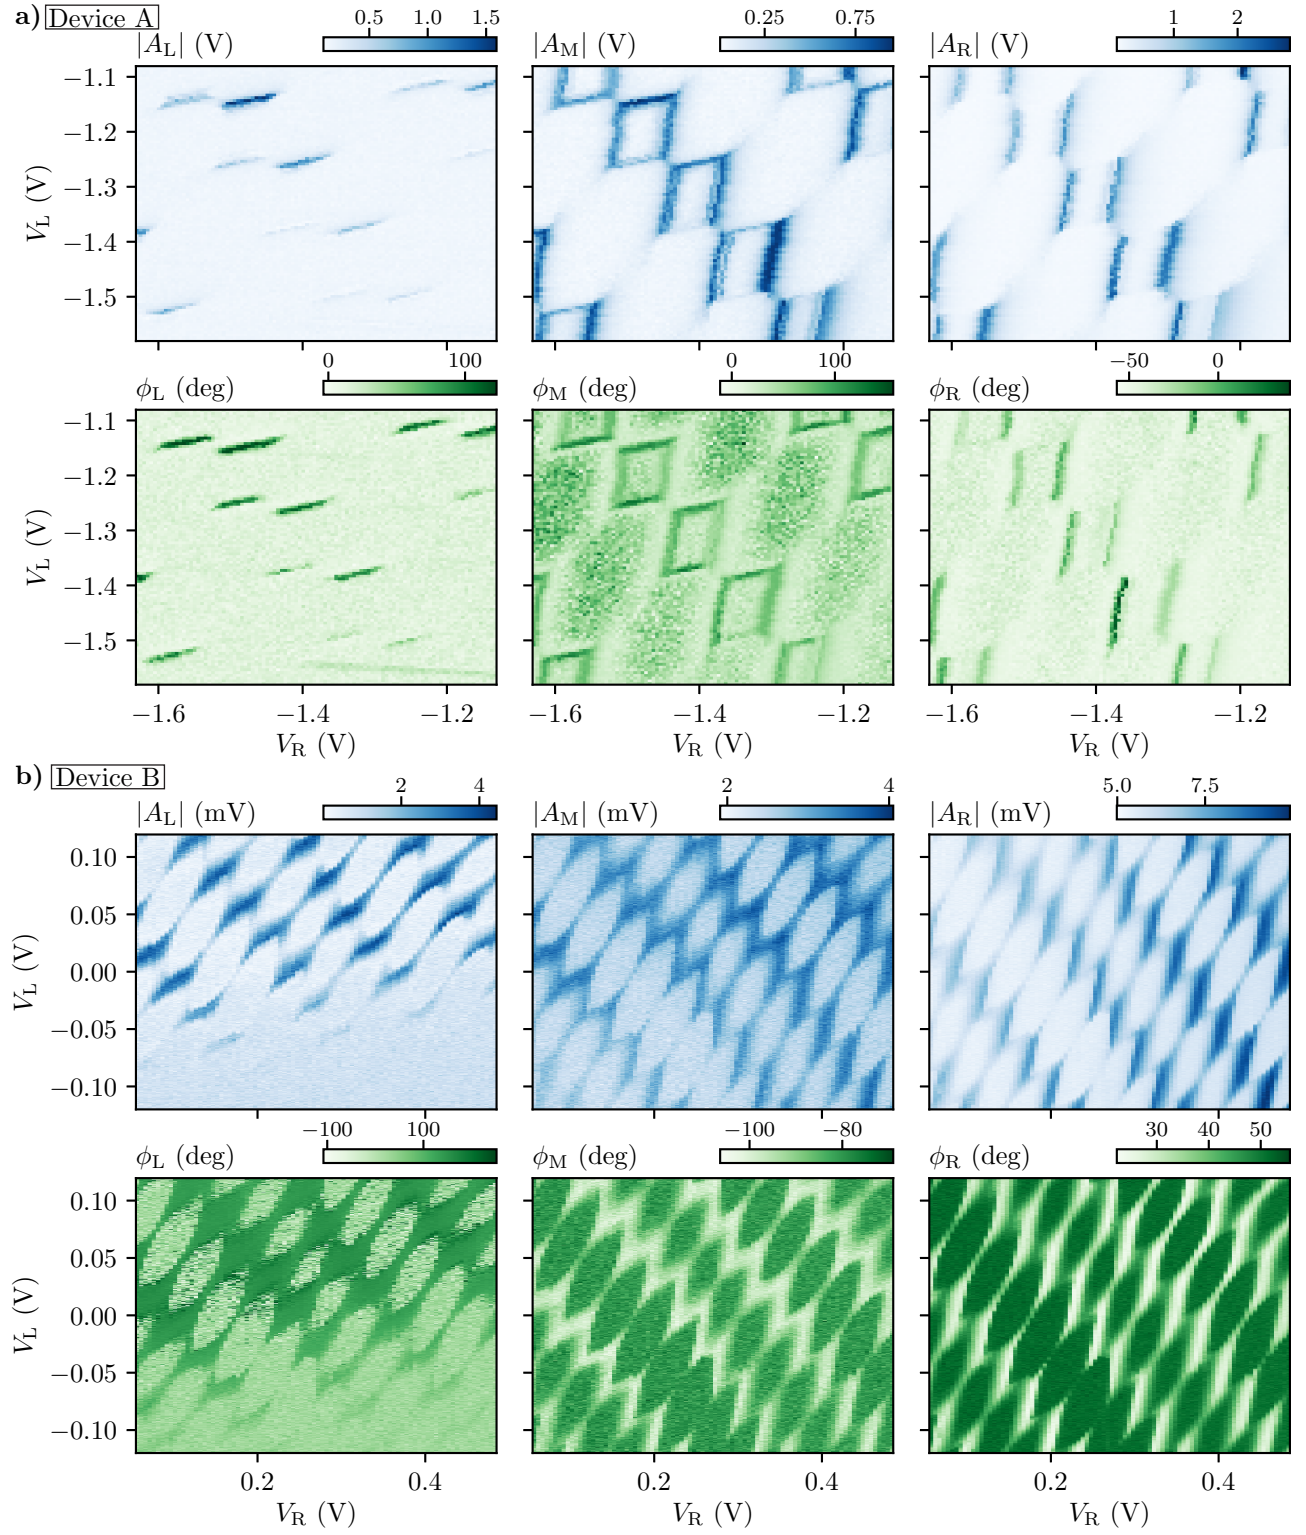 a) Device A
0.5 1.0 1.5 0.25 0.75 1 2
|A_L| (V) |A_M| (V) |A_R| (V)
−1.1
−1.2
−1.3
−1.4
−1.5
V_L (V)
0 100 0 100 −50 0
ϕ_L (deg) ϕ_M (deg) ϕ_R (deg)
−1.1
−1.2
−1.3
−1.4
−1.5
V_L (V)
−1.6 −1.4 −1.2 −1.6 −1.4 −1.2 −1.6 −1.4 −1.2
V_R (V) V_R (V) V_R (V)
b) Device B
2 4 2 4 5.0 7.5
|A_L| (mV) |A_M| (mV) |A_R| (mV)
0.10
0.05
0.00
−0.05
−0.10
V_L (V)
−100 100 −100 −80 30 40 50
ϕ_L (deg) ϕ_M (deg) ϕ_R (deg)
0.10
0.05
0.00
−0.05
−0.10
V_L (V)
0.2 0.4 0.2 0.4 0.2 0.4
V_R (V) V_R (V) V_R (V)